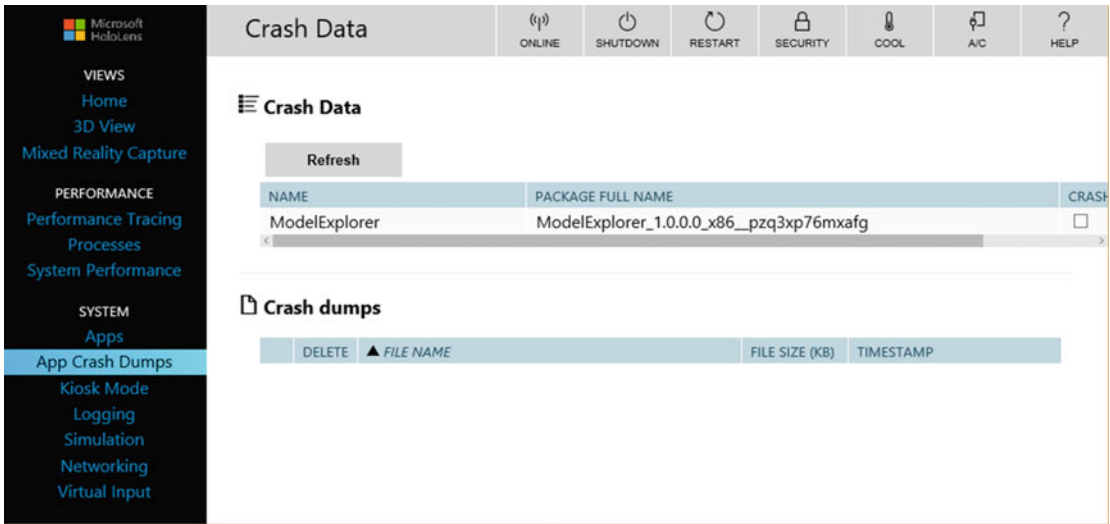 Microsoft
HoloLens
VIEWS
Home
3D View
Mixed Reality Capture
PERFORMANCE
Performance Tracing
Processes
System Performance
SYSTEM
Apps
App Crash Dumps
Kiosk Mode
Logging
Simulation
Networking
Virtual Input
Crash Data
ONLINE SHUTDOWN RESTART SECURITY COOL A/C HELP
Crash Data
Refresh
NAME PACKAGE FULL NAME CRASH
ModelExplorer ModelExplorer_1.0.0.0_x86__pzq3xp76mxafg
Crash dumps
DELETE FILE NAME FILE SIZE (KB) TIMESTAMP